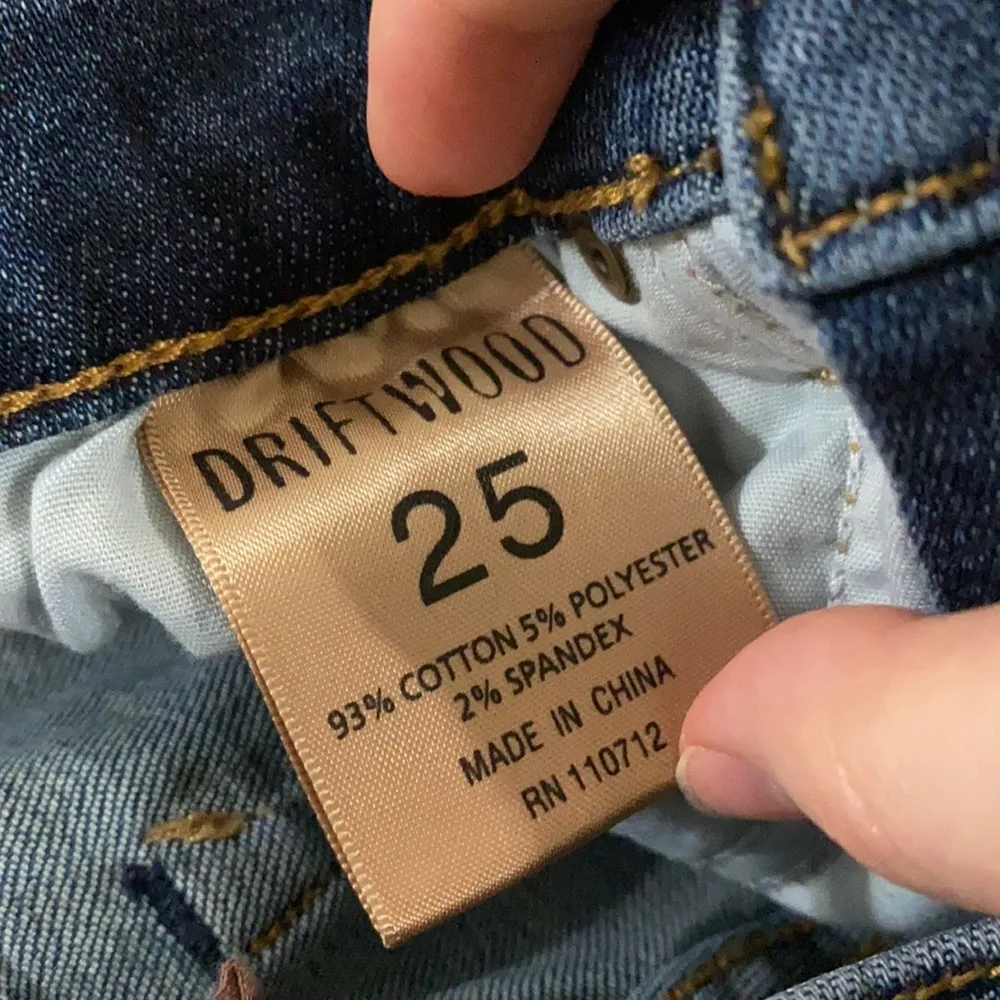 DRIFTWOOD
25
93% COTTON 5% POLYESTER
2% SPANDEX
MADE IN CHINA
RN 110712